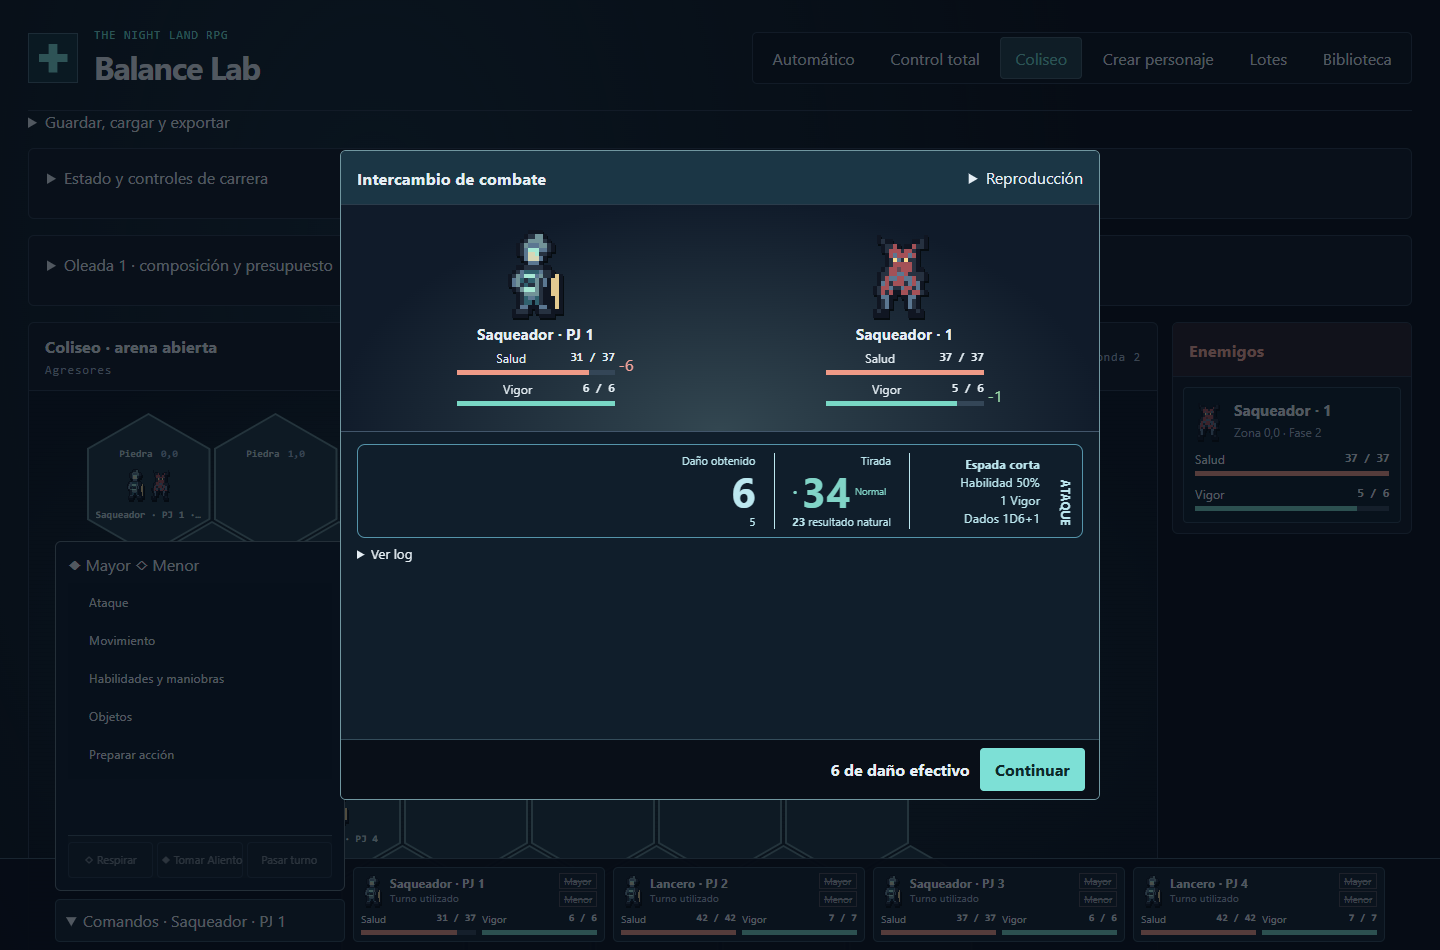 THE NIGHT LAND RPG
Balance Lab
Automático
Control total
Coliseo
Crear personaje
Lotes
Biblioteca
▶ Guardar, cargar y exportar
▶ Estado y controles de carrera
▶ Oleada 1 · composición y presupuesto
Coliseo · arena abierta
Agresores
onda 2
Piedra 0,0
Piedra 1,0
Saqueador · PJ 1 ·…
Intercambio de combate
▶ Reproducción
Saqueador · PJ 1
Salud 31 / 37
-6
Vigor 6 / 6
Saqueador · 1
Salud 37 / 37
Vigor 5 / 6
-1
Daño obtenido
6
5
Tirada
· 34 Normal
23 resultado natural
Espada corta
Habilidad 50%
1 Vigor
Dados 1D6+1
ATAQUE
▶ Ver log
6 de daño efectivo
Continuar
Enemigos
Saqueador · 1
Zona 0,0 · Fase 2
Salud 37 / 37
Vigor 5 / 6
◆ Mayor ◇ Menor
Ataque
Movimiento
Habilidades y maniobras
Objetos
Preparar acción
◇ Respirar
◆ Tomar Aliento
Pasar turno
▼ Comandos · Saqueador · PJ 1
· PJ 4
Saqueador · PJ 1
Turno utilizado
Mayor
Menor
Salud 31 / 37 Vigor 6 / 6
Lancero · PJ 2
Turno utilizado
Mayor
Menor
Salud 42 / 42 Vigor 7 / 7
Saqueador · PJ 3
Turno utilizado
Mayor
Menor
Salud 37 / 37 Vigor 6 / 6
Lancero · PJ 4
Turno utilizado
Mayor
Menor
Salud 42 / 42 Vigor 7 / 7